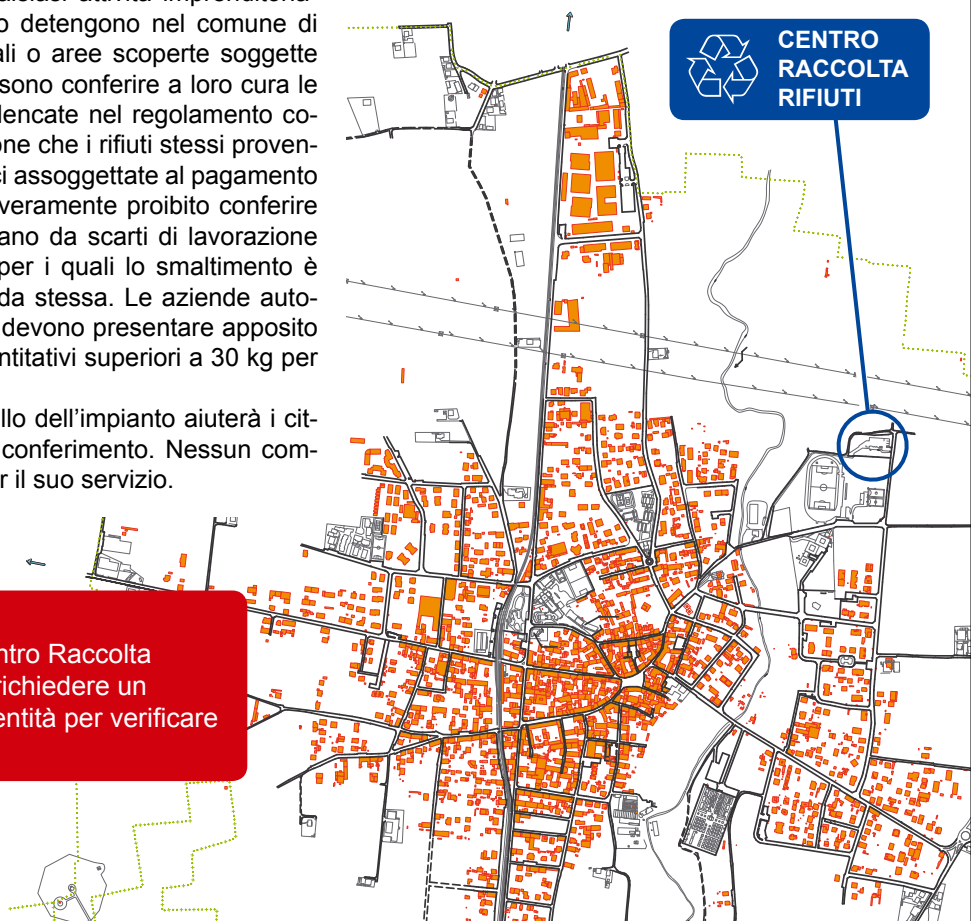 o detengono nel comune di
ali o aree scoperte soggette
sono conferire a loro cura le
lencate nel regolamento co-
one che i rifiuti stessi proven-
ci assoggettate al pagamento
veramente proibito conferire
ano da scarti di lavorazione
per i quali lo smaltimento è
da stessa. Le aziende auto-
devono presentare apposito
ntitativi superiori a 30 kg per
llo dell'impianto aiuterà i cit-
conferimento. Nessun com-
r il suo servizio.
CENTRO
RACCOLTA
RIFIUTI
ntro Raccolta
richiedere un
entità per verificare